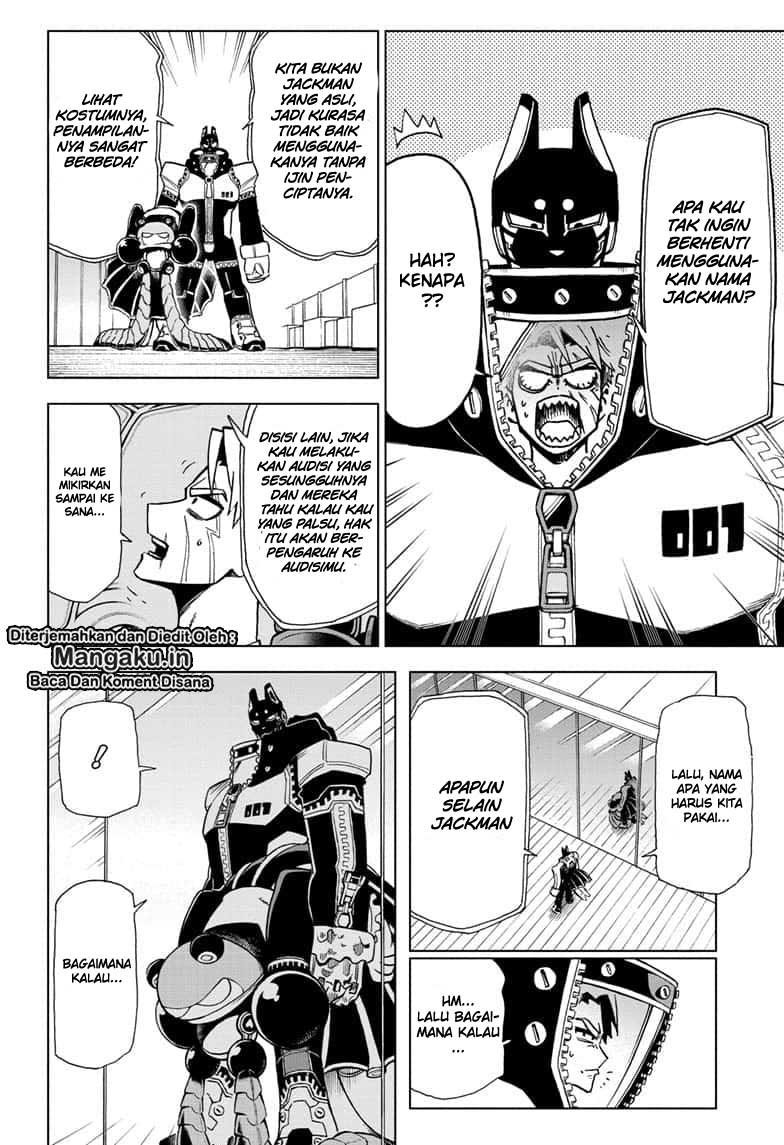 APA KAU
TAK INGIN
BERHENTI
MENGGUNA-
KAN NAMA
JACKMAN?
HAH?
KENAPA
??
001
KITA BUKAN
JACKMAN
YANG ASLI,
JADI KURASA
TIDAK BAIK
MENGGUNA-
KANYA TANPA
IJIN PEN-
CIPTANYA.
LIHAT
KOSTUMNYA,
PENAMPILAN-
NYA SANGAT
BERBEDA!
001
DISISI LAIN, JIKA
KAU MELAKU-
KAN AUDISI YANG
SESUNGGUHNYA
DAN MEREKA
TAHU KALAU KAU
YANG PALSU, HAK
ITU AKAN BER-
PENGARUH KE
AUDISIMU.
KAU ME
MIKIRKAN
SAMPAI KE
SANA...
Diterjemahkan dan Diedit Oleh :
Mangaku.in
Baca Dan Koment Disana
LALU, NAMA
APA YANG
HARUS KITA
PAKAI...
APAPUN
SELAIN
JACKMAN
HM...
LALU BAGAI-
MANA KALAU
...
!
001
BAGAIMANA
KALAU...